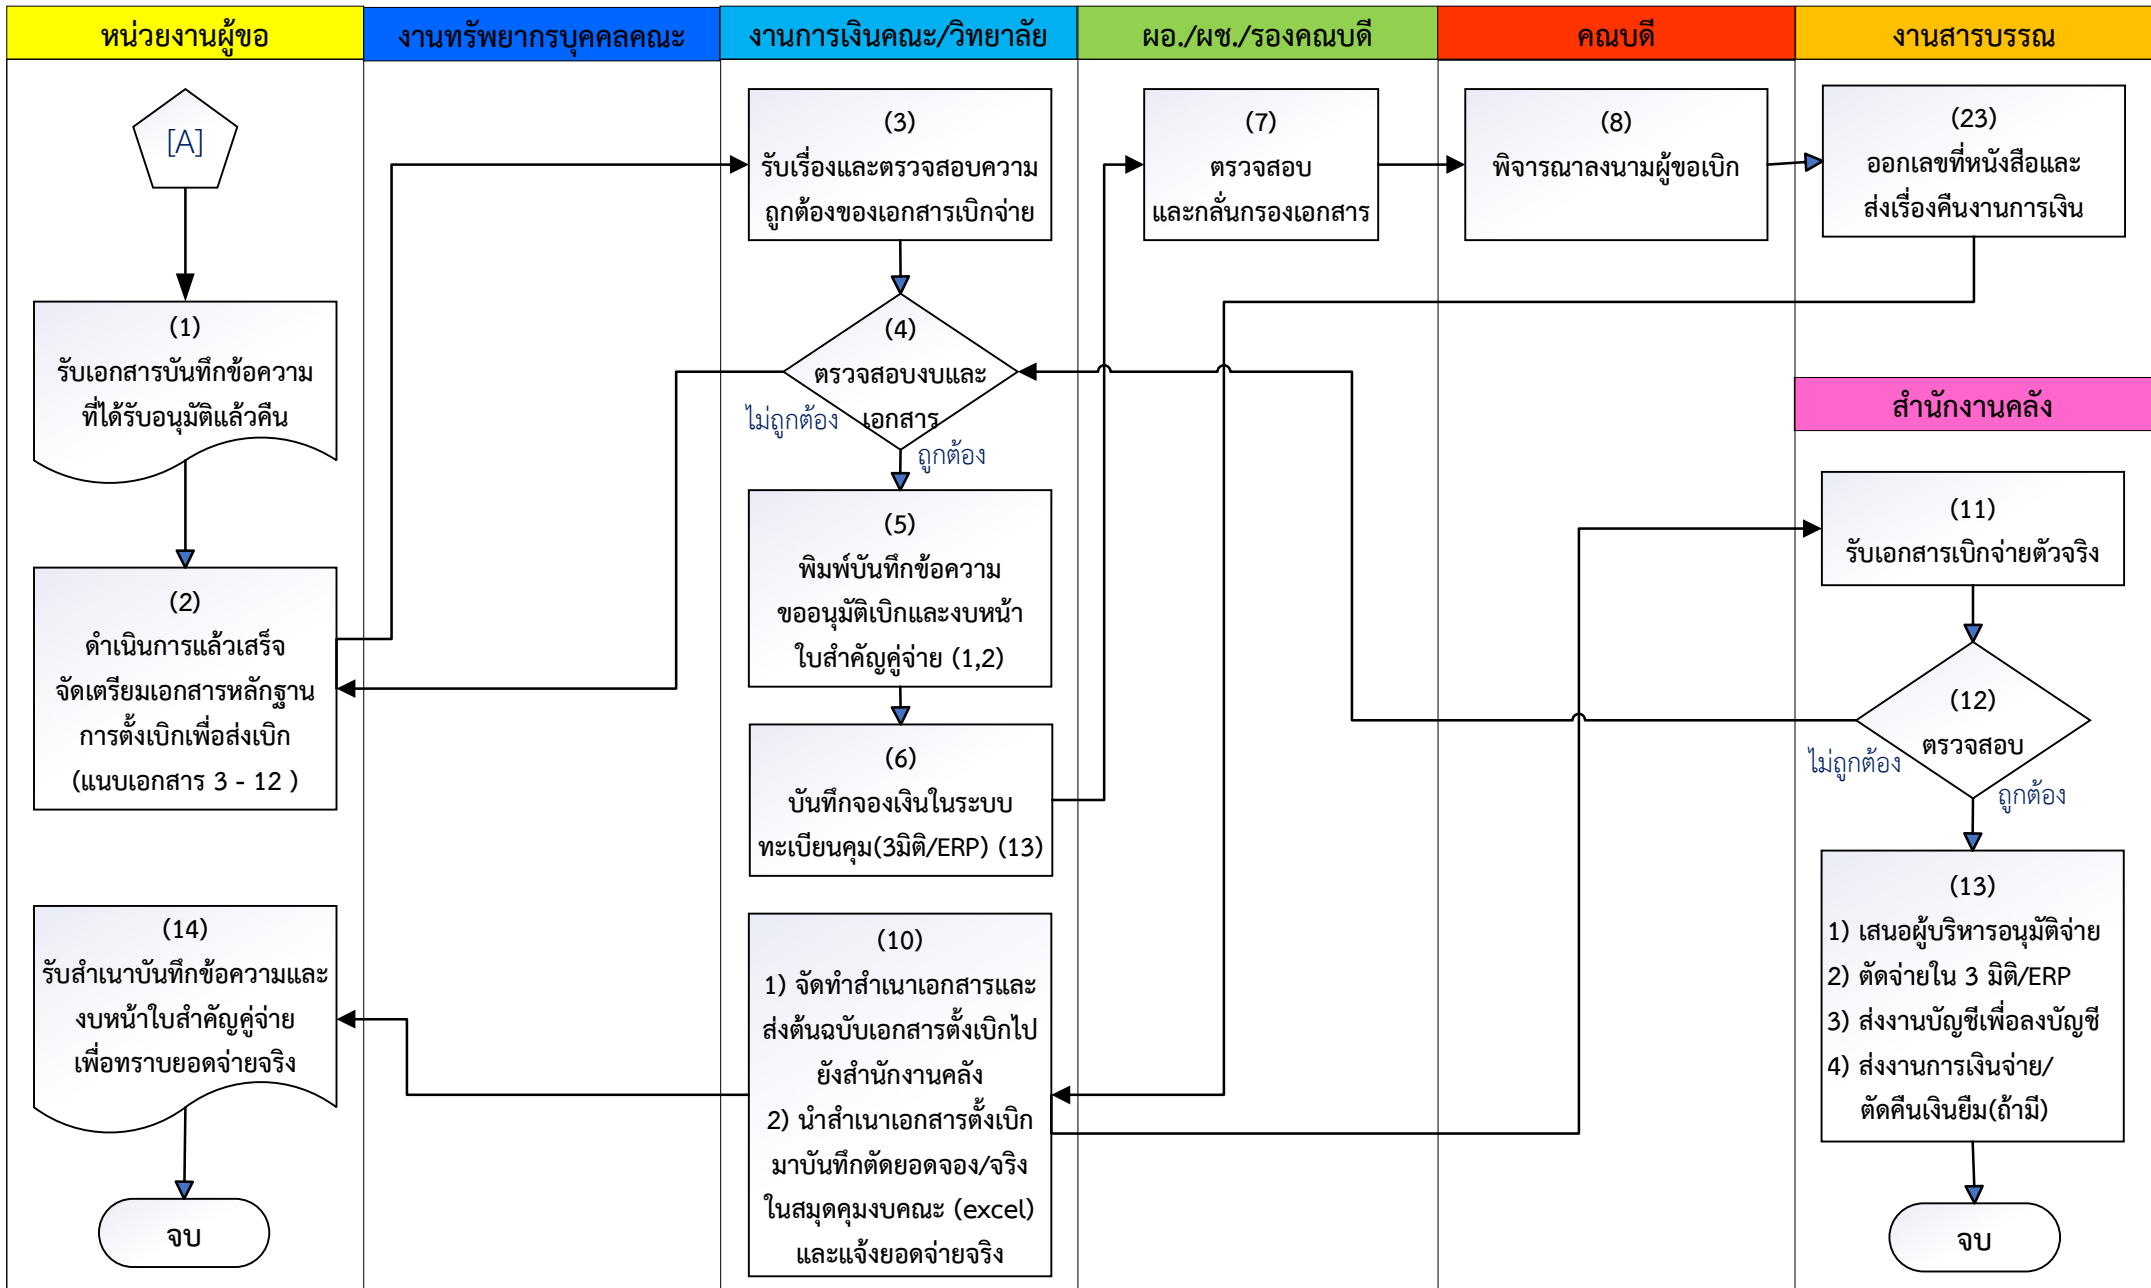 หน่วยงานผู้ขอ
งานทรัพยากรบุคคลคณะ
งานการเงินคณะ/วิทยาลัย
ผอ./ผช./รองคณบดี
คณบดี
งานสารบรรณ
[A]
(1)
รับเอกสารบันทึกข้อความ
ที่ได้รับอนุมัติแล้วคืน
(2)
ดำเนินการแล้วเสร็จ
จัดเตรียมเอกสารหลักฐาน
การตั้งเบิกเพื่อส่งเบิก
(แนบเอกสาร 3 - 12 )
(14)
รับสำเนาบันทึกข้อความและ
งบหน้าใบสำคัญคู่จ่าย
เพื่อทราบยอดจ่ายจริง
จบ
(3)
รับเรื่องและตรวจสอบความ
ถูกต้องของเอกสารเบิกจ่าย
(4)
ตรวจสอบงบและ
เอกสาร
ไม่ถูกต้อง
ถูกต้อง
(5)
พิมพ์บันทึกข้อความ
ขออนุมัติเบิกและงบหน้า
ใบสำคัญคู่จ่าย (1,2)
(6)
บันทึกจองเงินในระบบ
ทะเบียนคุม(3มิติ/ERP) (13)
(10)
1) จัดทำสำเนาเอกสารและ
ส่งต้นฉบับเอกสารตั้งเบิกไป
ยังสำนักงานคลัง
2) นำสำเนาเอกสารตั้งเบิก
มาบันทึกตัดยอดจอง/จริง
ในสมุดคุมงบคณะ (excel)
และแจ้งยอดจ่ายจริง
(7)
ตรวจสอบ
และกลั่นกรองเอกสาร
(8)
พิจารณาลงนามผู้ขอเบิก
(23)
ออกเลขที่หนังสือและ
ส่งเรื่องคืนงานการเงิน
สำนักงานคลัง
(11)
รับเอกสารเบิกจ่ายตัวจริง
(12)
ตรวจสอบ
ไม่ถูกต้อง
ถูกต้อง
(13)
1) เสนอผู้บริหารอนุมัติจ่าย
2) ตัดจ่ายใน 3 มิติ/ERP
3) ส่งงานบัญชีเพื่อลงบัญชี
4) ส่งงานการเงินจ่าย/
ตัดคืนเงินยืม(ถ้ามี)
จบ